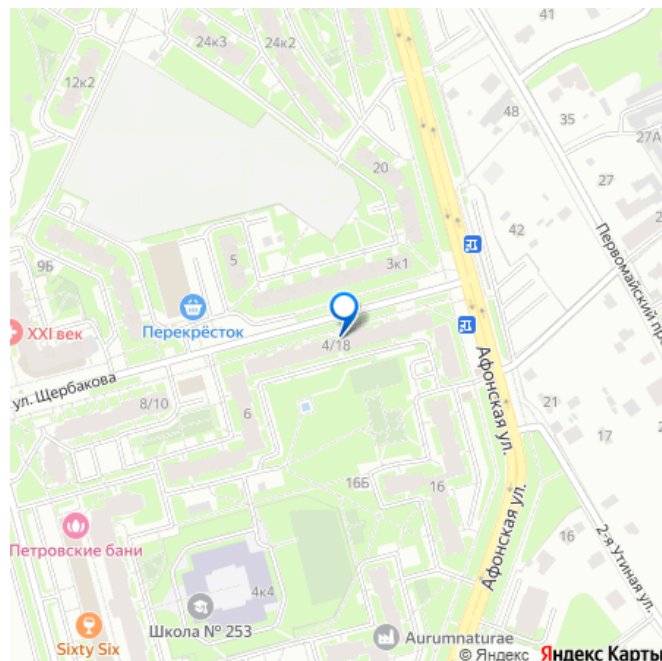 41
24к3
24к2
12к2
48
35
27А
20
27
42
5
3к1
9Б
Первомайский пр
Перекрёсток
XXI век
4/18
ул. Щербакова
8/10
6
Афонская ул.
21
17
16Б
16
Афонская ул.
16
2-я Утиная ул.
Петровские бани
4к4
Школа № 253
Sixty Six
Aurumnaturae
© Яндекс Яндекс Карты